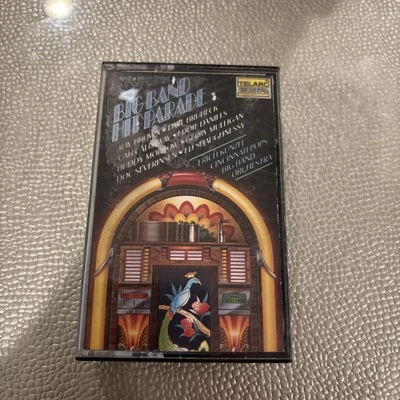 TELARC
BIG BAND
HIT PARADE
RAY BROWN • DAVE BRUBECK
CAB CALLOWAY • EDDIE DANIELS
BUDDY MORROW • GERRY MULLIGAN
DOC SEVERINSEN • ED SHAUGHNESSY
ERICH KUNZEL
CINCINNATI POPS
BIG BAND
ORCHESTRA